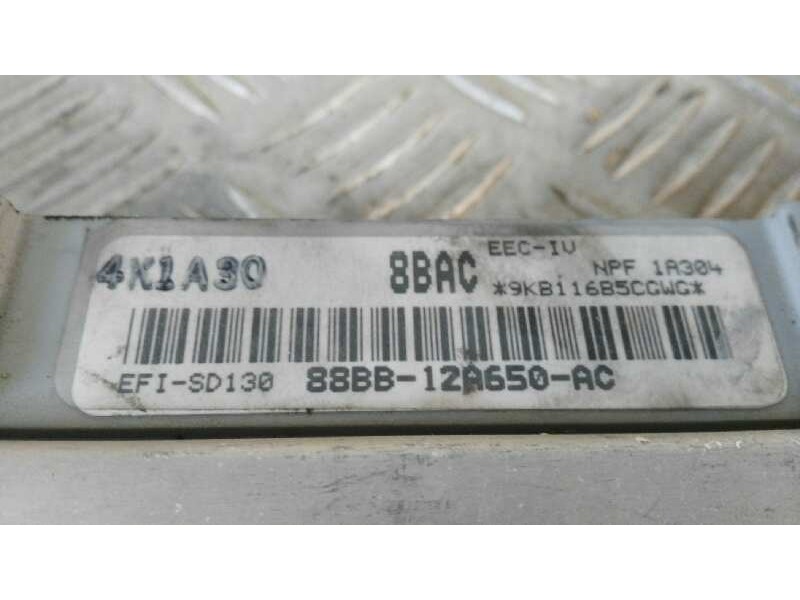 EEC-IV
4K1A30 8BAC NPF 1A304
*9KB116B5CGWG*
EFI-SD130 88BB-12A650-AC